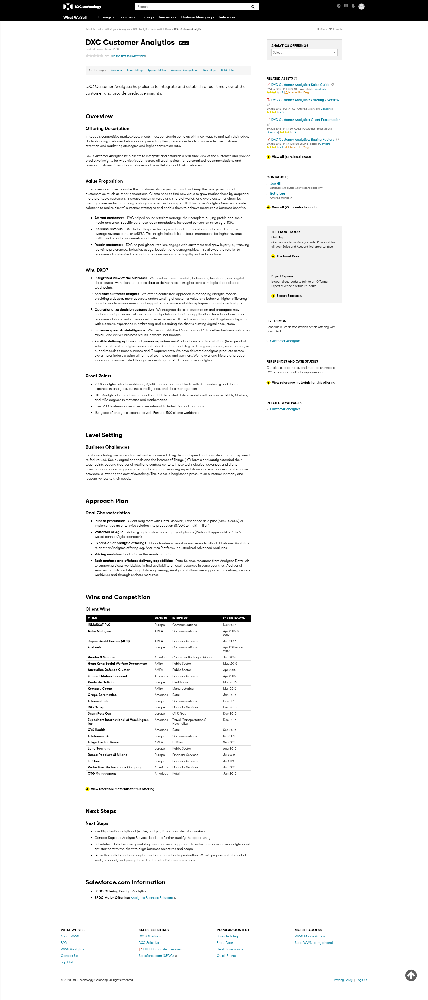 DXC.technology
Search
What We Sell
Offerings
Industries
Training
Resources
Customer Messaging
References
What We Sell / Offerings / Analytics / DXC Analytics Business Solutions / DXC Customer Analytics
Share
Favorite
DXC Customer Analytics
Digital
Last refreshed 25 Jan 2018
N/A (Be the first to review this!)
On this page: Overview Level Setting Approach Plan Wins and Competition Next Steps SFDC Info
DXC Customer Analytics help clients to integrate and establish a real-time view of the
customer and provide predictive insights.
Overview
Offering Description
In today's competitive marketplace, clients must constantly come up with new ways to maintain their edge.
Understanding customer behavior and predicting their preferences leads to more effective customer
retention and marketing strategies and higher conversion rate.
DXC Customer Analytics help clients to integrate and establish a real-time view of the customer and provide
predictive insights for wide distribution across all touch points, for personalized recommendations and
relevant customer interactions to increase the wallet share of their customers.
Value Proposition
Enterprises now have to evolve their customer strategies to attract and keep the new generation of
customers as much as other generations. Clients need to find new ways to grow market share by acquiring
more profitable customers, increase customer value and share of wallet, and avoid customer churn by
creating more resilient and long-lasting customer relationships. DXC Customer Analytics Services provide
solutions to realize clients' customer strategies and enable them to achieve measurable business benefits.
• Attract customers—DXC helped online retailers manage their complete buying profile and social
media presence. Specific purchase recommendations increased conversion rates by 5-10%.
• Increase revenue—DXC helped large network providers identify customer behaviors that drive
average revenue per user (ARPU). This insight helped clients focus interactions for higher revenue
uplifts and a better revenue-to-cost ratio.
• Retain customers—DXC helped global retailers engage with customers and grow loyalty by tracking
real-time preferences, behavior, usage, location, and demographics. This allowed the retailer to
recommend customized promotions to increase customer loyalty and reduce churn.
Why DXC?
1. Integrated view of the customer—We combine social, mobile, behavioral, locational, and digital
data sources with client enterprise data to deliver holistic insights across multiple channels and
touchpoints.
2. Scalable customer insights—We offer a centralized approach in managing analytic models,
providing a deeper, more accurate understanding of customer value and behavior, higher efficiency in
analytic model management and support, and a more scalable deployment of customer insights.
3. Operationalize decision automation—We integrate decision automation and propagate new
customer insights across all customer touchpoints and business applications for relevant customer
recommendations and superior customer experience. DXC is the world's largest IT systems integrator
with extensive experience in embracing and extending the client's existing digital ecosystem.
4. Increase speed-to-intelligence—We use industrialized Analytics and AI to deliver business outcomes
rapidly and deliver business results in weeks, not months.
5. Flexible delivery options and proven experience—We offer tiered service solutions (from proof of
value to full-scale analytics industrialization) and the flexibility to deploy on-premise, as-a-service, or
hybrid models to meet business and IT requirements. We have delivered analytics products across
every major industry using all forms of technology and partners. We have a long history of product
innovation, demonstrated thought leadership, and R&D in customer analytics.
Proof Points
• 900+ analytics clients worldwide, 3,500+ consultants worldwide with deep industry and domain
expertise in analytics, business intelligence, and data management
• DXC Analytics Data Lab with more than 100 dedicated data scientists with advanced PhDs, Masters,
and MBA degrees in statistics and mathematics
• Over 200 business-driven use cases relevant to industries and functions
• 18+ years of analytics experience with Fortune 500 clients worldwide
Level Setting
Business Challenges
Customers today are more informed and empowered. They demand speed and consistency, and they need
to feel valued. Social, digital channels and the Internet of Things (IoT) have significantly extended their
touchpoints beyond traditional retail and contact centers. These technological advances and digital
transformation are raising customer purchasing and servicing expectations and easy access to alternative
providers is lowering the cost of switching. This places a heightened pressure on customer intimacy and
responsiveness to their needs.
Approach Plan
Deal Characteristics
• Pilot or production—Client may start with Data Discovery Experience as a pilot ($150–$200K) or
implement as an enterprise solution into production ($700K to multi-million)
• Waterfall or Agile —delivery cycle in iterations of project phases (Waterfall approach) or 4 to 6
weeks' sprints (Agile approach)
• Expansion of Analytic offerings—Opportunities where it makes sense to attach Customer Analytics
to another Analytics offering e.g. Analytics Platform, Industrialized Advanced Analytics
• Pricing models—Fixed price or time-and-material
• Both onshore and offshore delivery capabilities—Data Science resources from Analytics Data Lab
to support projects worldwide; limited availability of local resources in some countries. Additional
services for Data architecting, Data engineering, Analytics platform are supported by delivery centers
worldwide and through onshore resources.
Wins and Competition
Client Wins
CLIENT REGION INDUSTRY CLOSED/WON
INMARSAT PLC Europe Communications Nov 2017
Astro Malaysia AMEA Communications Apr 2016-Sep
2017
Japan Credit Bureau (JCB) AMEA Financial Services Jun 2017
Fastweb Europe Communications Apr 2016–Jun
2017
Procter & Gamble Americas Consumer Packaged Goods Jun 2016
Hong Kong Social Welfare Department AMEA Public Sector May 2016
Australian Defence Cluster AMEA Public Sector Apr 2016
General Motors Financial Americas Financial Services Apr 2016
Xunta de Galicia Europe Healthcare Mar 2016
Komatsu Group AMEA Manufacturing Mar 2016
Grupo Aeromexico Americas Retail Jan 2016
Telecom Italia Europe Communications Dec 2015
ING Groep Europe Financial Services Dec 2015
Snam Rete Gas Europe Oil & Gas Dec 2015
Expeditors International of Washington Americas Travel, Transportation & Dec 2015
Inc Hospitality
CVS Health Americas Retail Sep 2015
Telefonica SA Europe Communications Sep 2015
Tokyo Electric Power AMEA Utilities Sep 2015
Land Saarland Europe Public Sector Aug 2015
Banca Popolare di Milano Europe Financial Services Jul 2015
La Caixa Europe Financial Services Jul 2015
Protective Life Insurance Company Americas Financial Services Jun 2015
OTG Management Americas Retail Jan 2015
View reference materials for this offering
Next Steps
Next Steps
• Identify client's analytics objective, budget, timing, and decision-makers
• Contact Regional Analytic Services leader to further qualify the opportunity
• Schedule a Data Discovery workshop as an advisory approach to industrialize customer analytics and
get started with the client to align business objectives and scope
• Grow the path to pilot and deploy customer analytics in production. We will prepare a statement of
work, proposal, and pricing based on the client's business use cases
Salesforce.com Information
• SFDC Offering Family: Analytics
• SFDC Major Offering: Analytics Business Solutions
ANALYTICS OFFERINGS
Select...
RELATED ASSETS (6)
DXC Customer Analytics: Sales Guide
29 Jan 2018 | PDF 328 KB | Sales Guide | Contacts |
4.3 | Internal Use Only
DXC Customer Analytics: Offering Overview
29 Jan 2018 | PDF 74 KB | Offering Overview | Contacts |
4.0
DXC Customer Analytics: Client Presentation
29 Jan 2018 | PPTX 20400 KB | Customer Presentation |
Contacts | 3.9
DXC Customer Analytics: Buying Factors
29 Jan 2018 | PPTX 106 KB | Buying Factors | Contacts |
4.1 | Internal Use Only
View all (6) related assets
CONTACTS (2)
Joe Hill
Actionable Analytics Chief Technologist WW
Betty Lau
Offering Manager
View all (2) in contacts modal
THE FRONT DOOR
Get Help
Gain access to services, experts, & support for
all your Sales and Account-led opportunities.
The Front Door
Expert Express
Is your client ready to talk to an Offering
Expert? Get help within 24 hours.
Expert Express
LIVE DEMOS
Schedule a live demonstration of this offering with
your client.
Customer Analytics
REFERENCES AND CASE STUDIES
Get slides, brochures, and more to showcase
DXC's successful client engagements.
View reference materials for this offering
RELATED WWS PAGES
Customer Analytics
WHAT WE SELL
About WWS
FAQ
WWS Analytics
Contact Us
Log Out
SALES ESSENTIALS
DXC Offerings
DXC Sales Kit
DXC Corporate Overview
Salesforce.com (SFDC)
POPULAR CONTENT
Sales Training
Front Door
Deal Governance
Quick Starts
MOBILE ACCESS
WWS Mobile Access
Send WWS to my phone!
© 2020 DXC Technology Company. All rights reserved.
Privacy Policy | Log Out